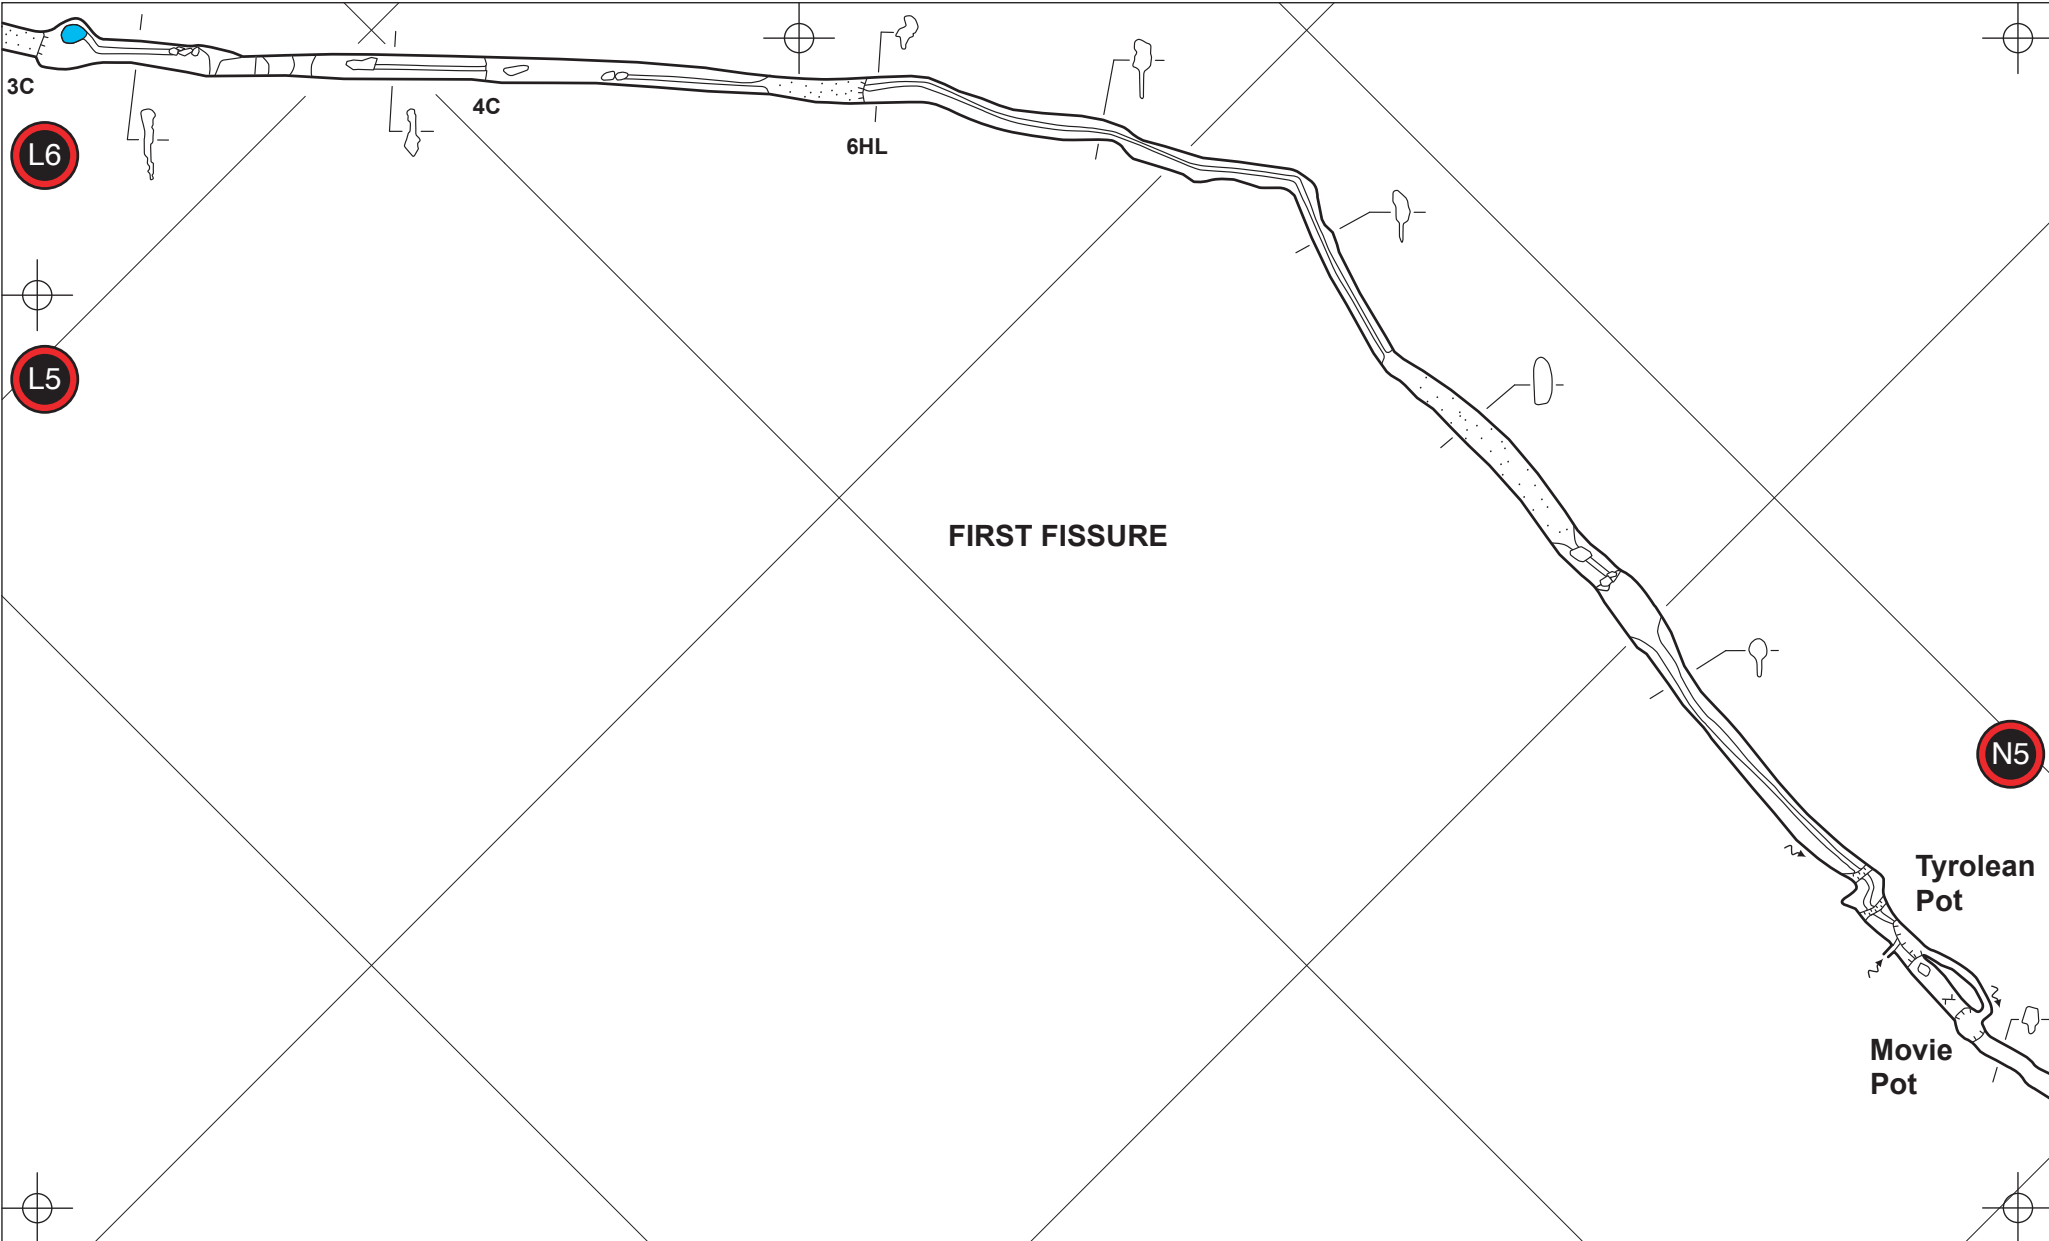 3C
4C
L6
6HL
L5
FIRST FISSURE
N5
Tyrolean
Pot
Movie
Pot